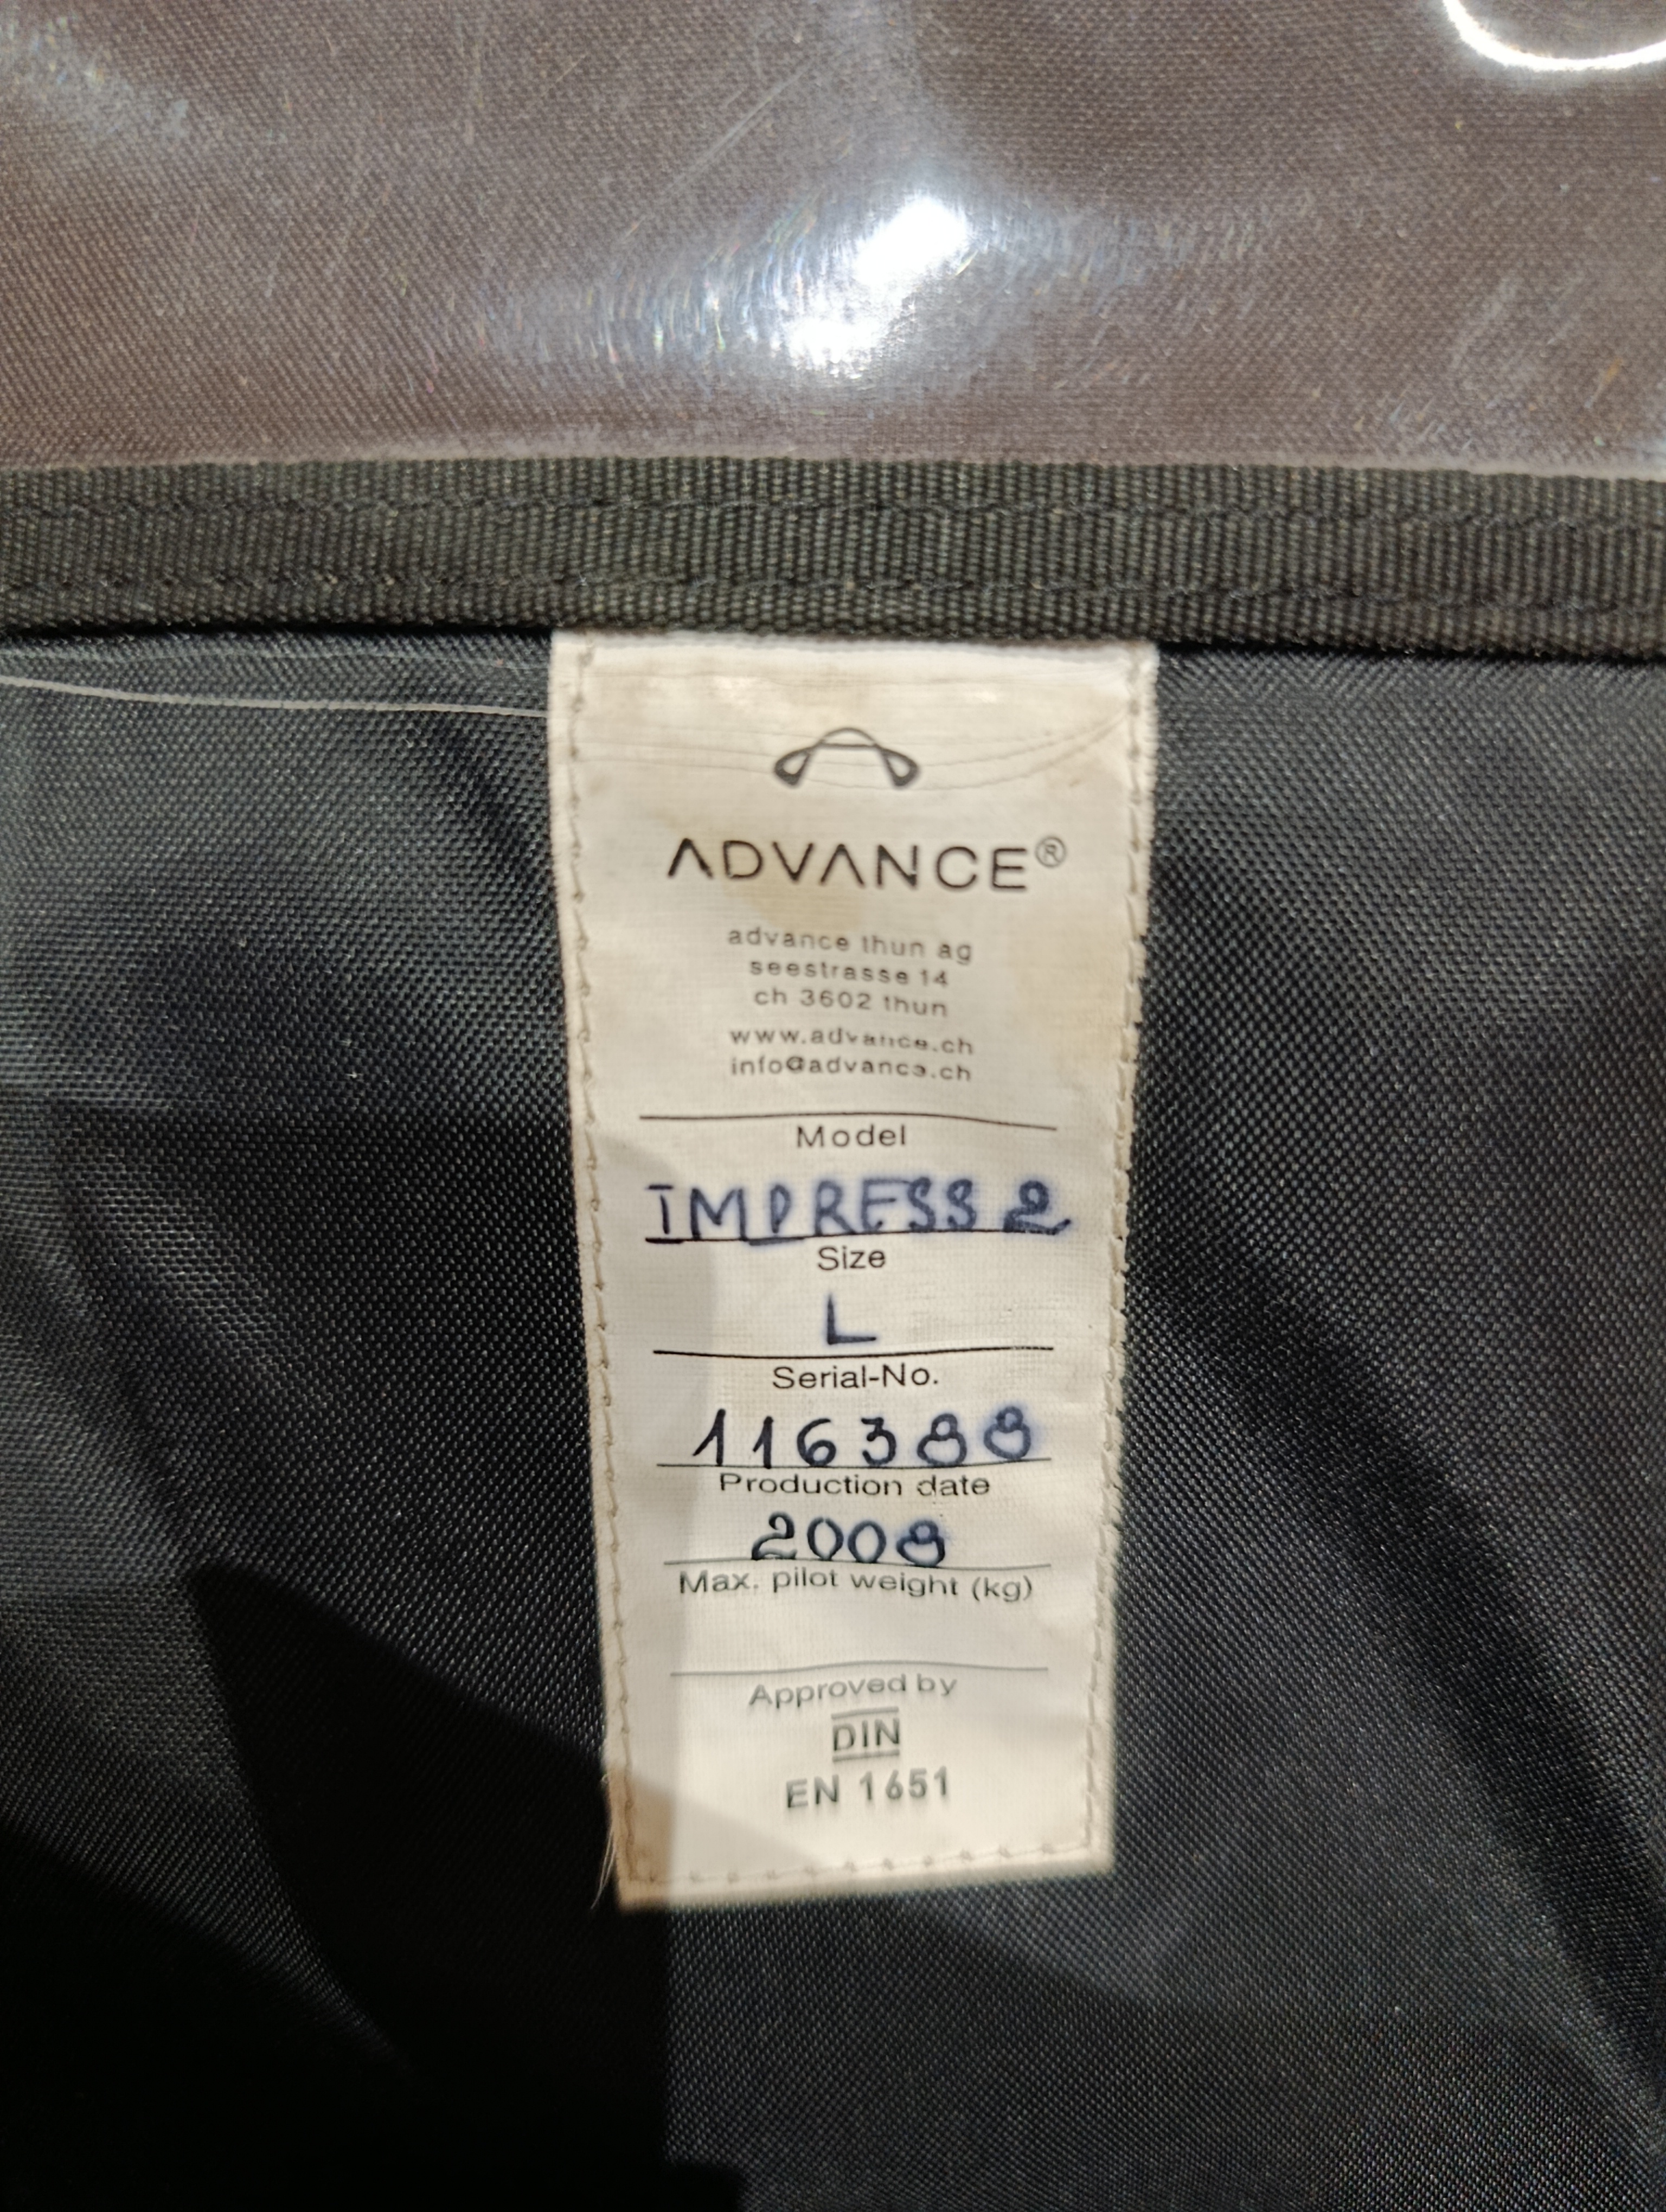 ADVANCE®
advance thun ag
seestrasse 14
ch 3602 thun
www.advance.ch
info@advance.ch
Model
IMPRESS 2
Size
L
Serial-No.
116388
Production date
2008
Max. pilot weight (kg)
Approved by
DIN
EN 1651